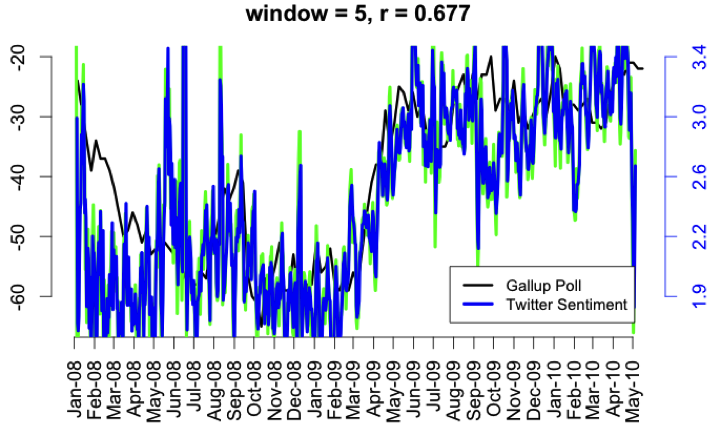 window = 5, r = 0.677
-20
-30
-40
-50
-60
3.4
3.0
2.6
2.2
1.9
Gallup Poll
Twitter Sentiment
Jan-08
Feb-08
Mar-08
Apr-08
May-08
Jun-08
Jul-08
Aug-08
Sep-08
Oct-08
Nov-08
Dec-08
Jan-09
Feb-09
Mar-09
Apr-09
May-09
Jun-09
Jul-09
Aug-09
Sep-09
Oct-09
Nov-09
Dec-09
Jan-10
Feb-10
Mar-10
Apr-10
May-10